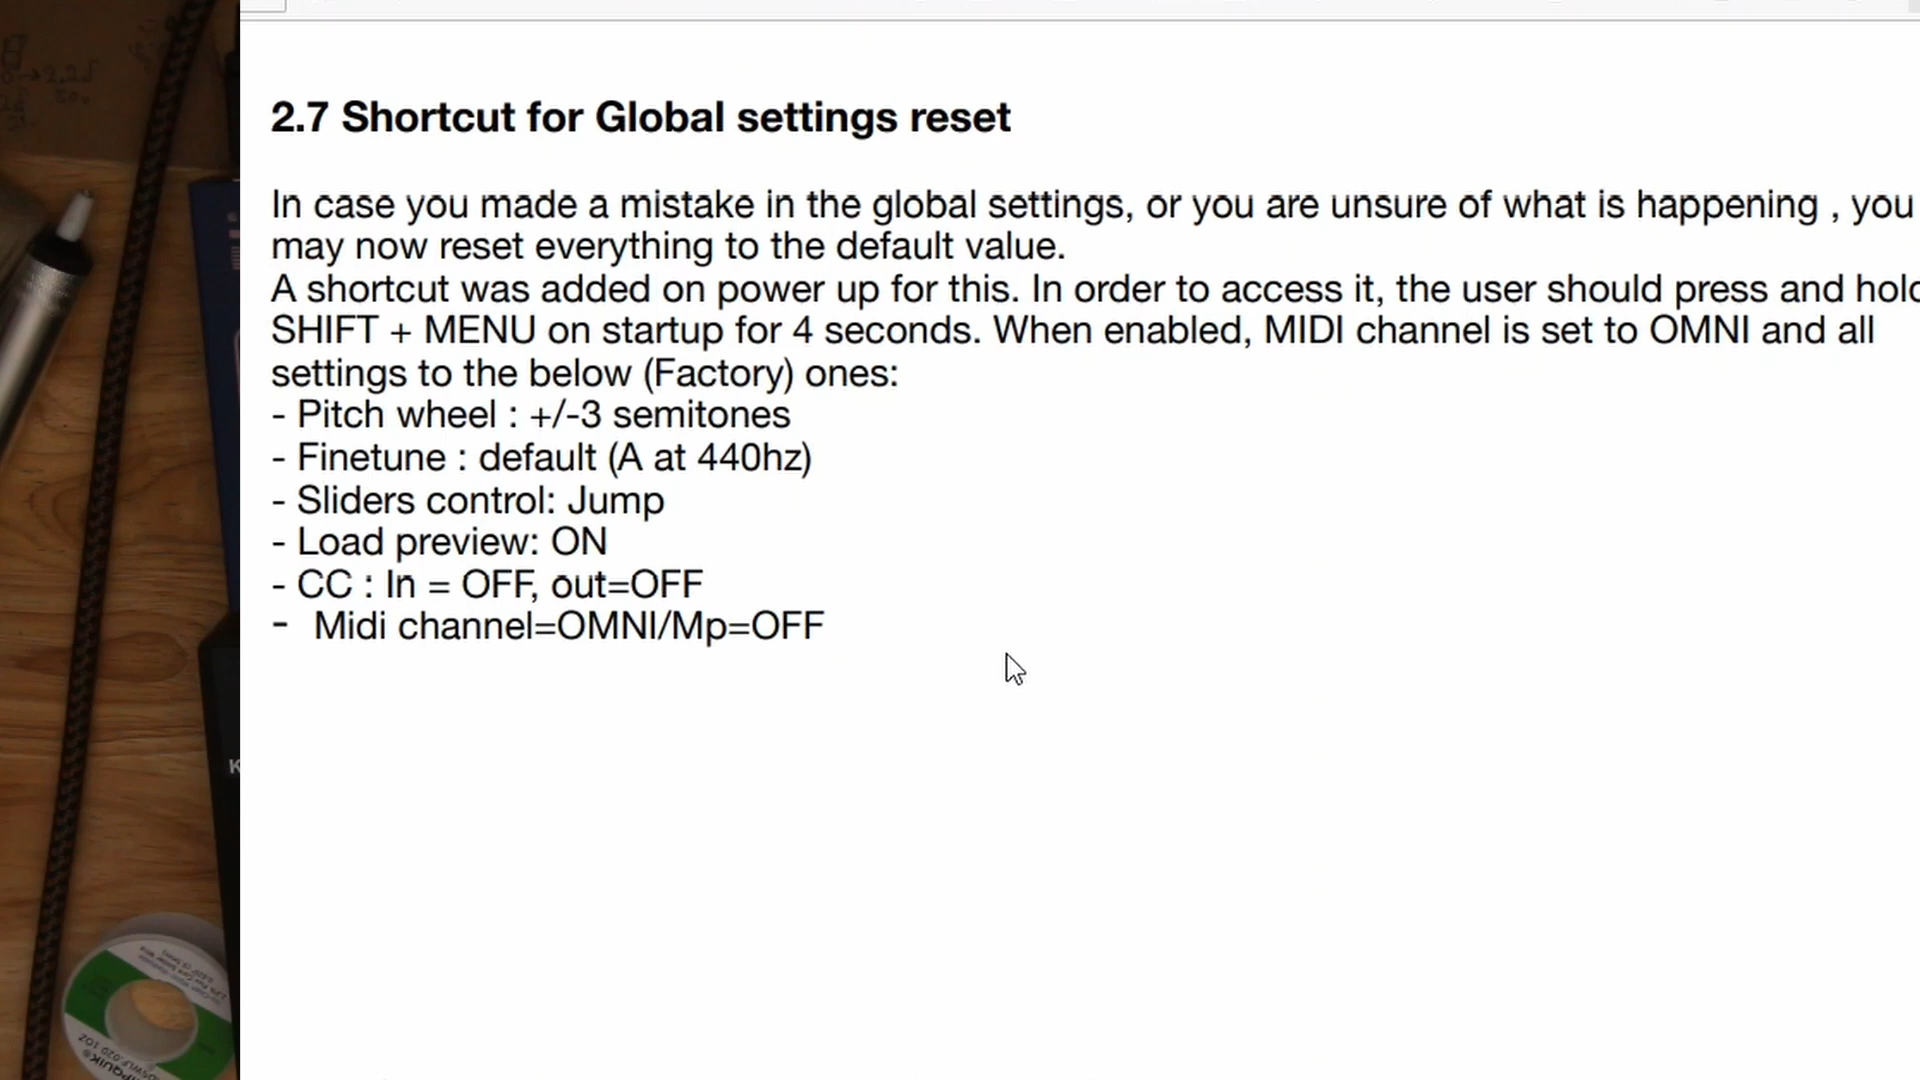 2.7 Shortcut for Global settings reset
In case you made a mistake in the global settings, or you are unsure of what is happening , you
may now reset everything to the default value.
A shortcut was added on power up for this. In order to access it, the user should press and hold
SHIFT + MENU on startup for 4 seconds. When enabled, MIDI channel is set to OMNI and all
settings to the below (Factory) ones:
- Pitch wheel : +/-3 semitones
- Finetune : default (A at 440hz)
- Sliders control: Jump
- Load preview: ON
- CC : In = OFF, out=OFF
- Midi channel=OMNI/Mp=OFF
K